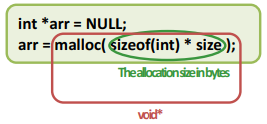 int *arr = NULL;
arr = malloc( sizeof(int) * size );
The allocation size in bytes
void*